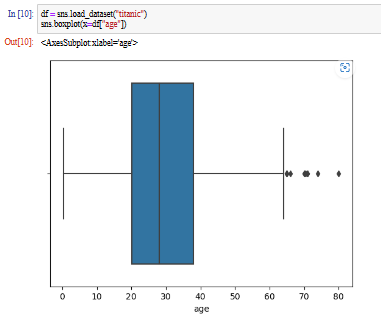 In [10]: df = sns.load_dataset("titanic")
sns.boxplot(x=df["age"])
Out[10]: <AxesSubplot:xlabel='age'>
0 10 20 30 40 50 60 70 80
age